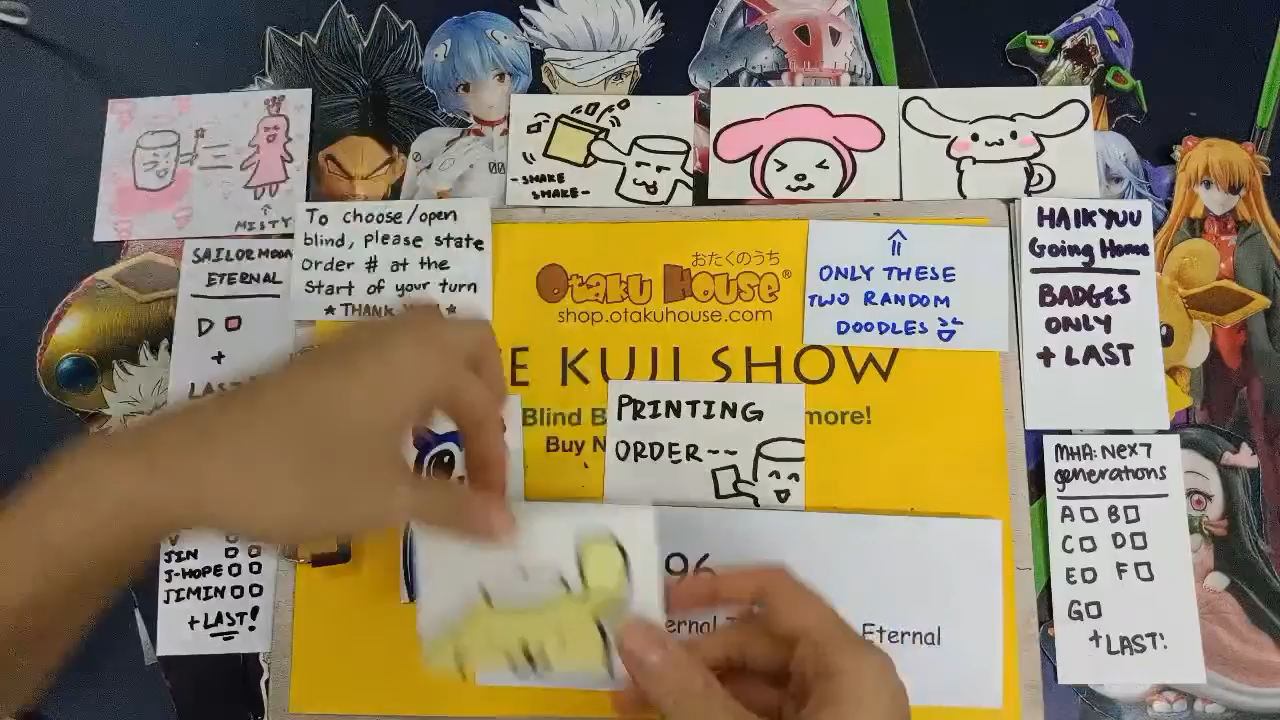 MISTY
-SHAKE
SHAKE-
SAILORMOON
ETERNAL
D
+
LAST!
To choose/open
blind, please state
Order # at the
Start of your turn
おたくのうち
Otaku House®
shop.otakuhouse.com
KUJI SHOW
Blind
more!
Buy
ONLY THESE
TWO RANDOM
DOODLES
PRINTING
ORDER--
96
Eternal
JIN
J-HOPE
JIMIN
+LAST!
HAIKYUU
Going Home
BADGES
ONLY
+ LAST
MHA: NEXT
generations
A B
C D
E F
G
+LAST!